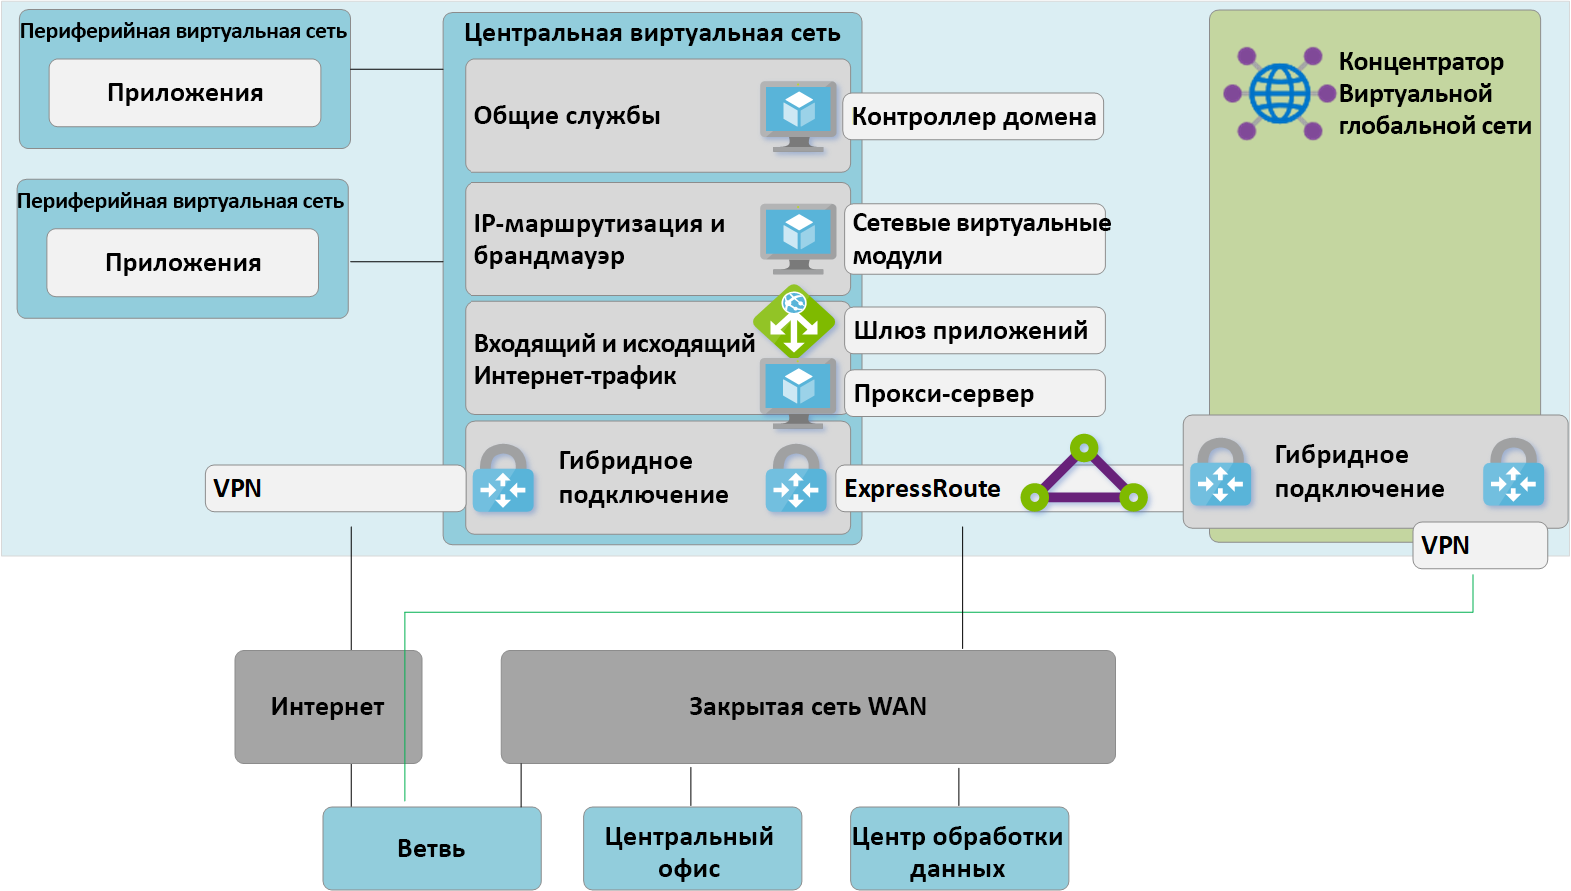 Периферийная виртуальная сеть
Приложения
Периферийная виртуальная сеть
Приложения
Центральная виртуальная сеть
Общие службы
Контроллер домена
IP-маршрутизация и
брандмауэр
Сетевые виртуальные
модули
Входящий и исходящий
Интернет-трафик
Шлюз приложений
Прокси-сервер
VPN
Гибридное
подключение
ExpressRoute
Концентратор
Виртуальной
глобальной сети
Гибридное
подключение
VPN
Интернет
Закрытая сеть WAN
Ветвь
Центральный
офис
Центр обработки
данных